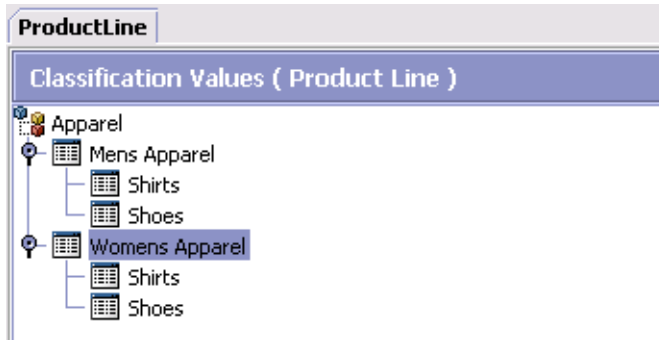 ProductLine
Classification Values ( Product Line )
Apparel
Mens Apparel
Shirts
Shoes
Womens Apparel
Shirts
Shoes